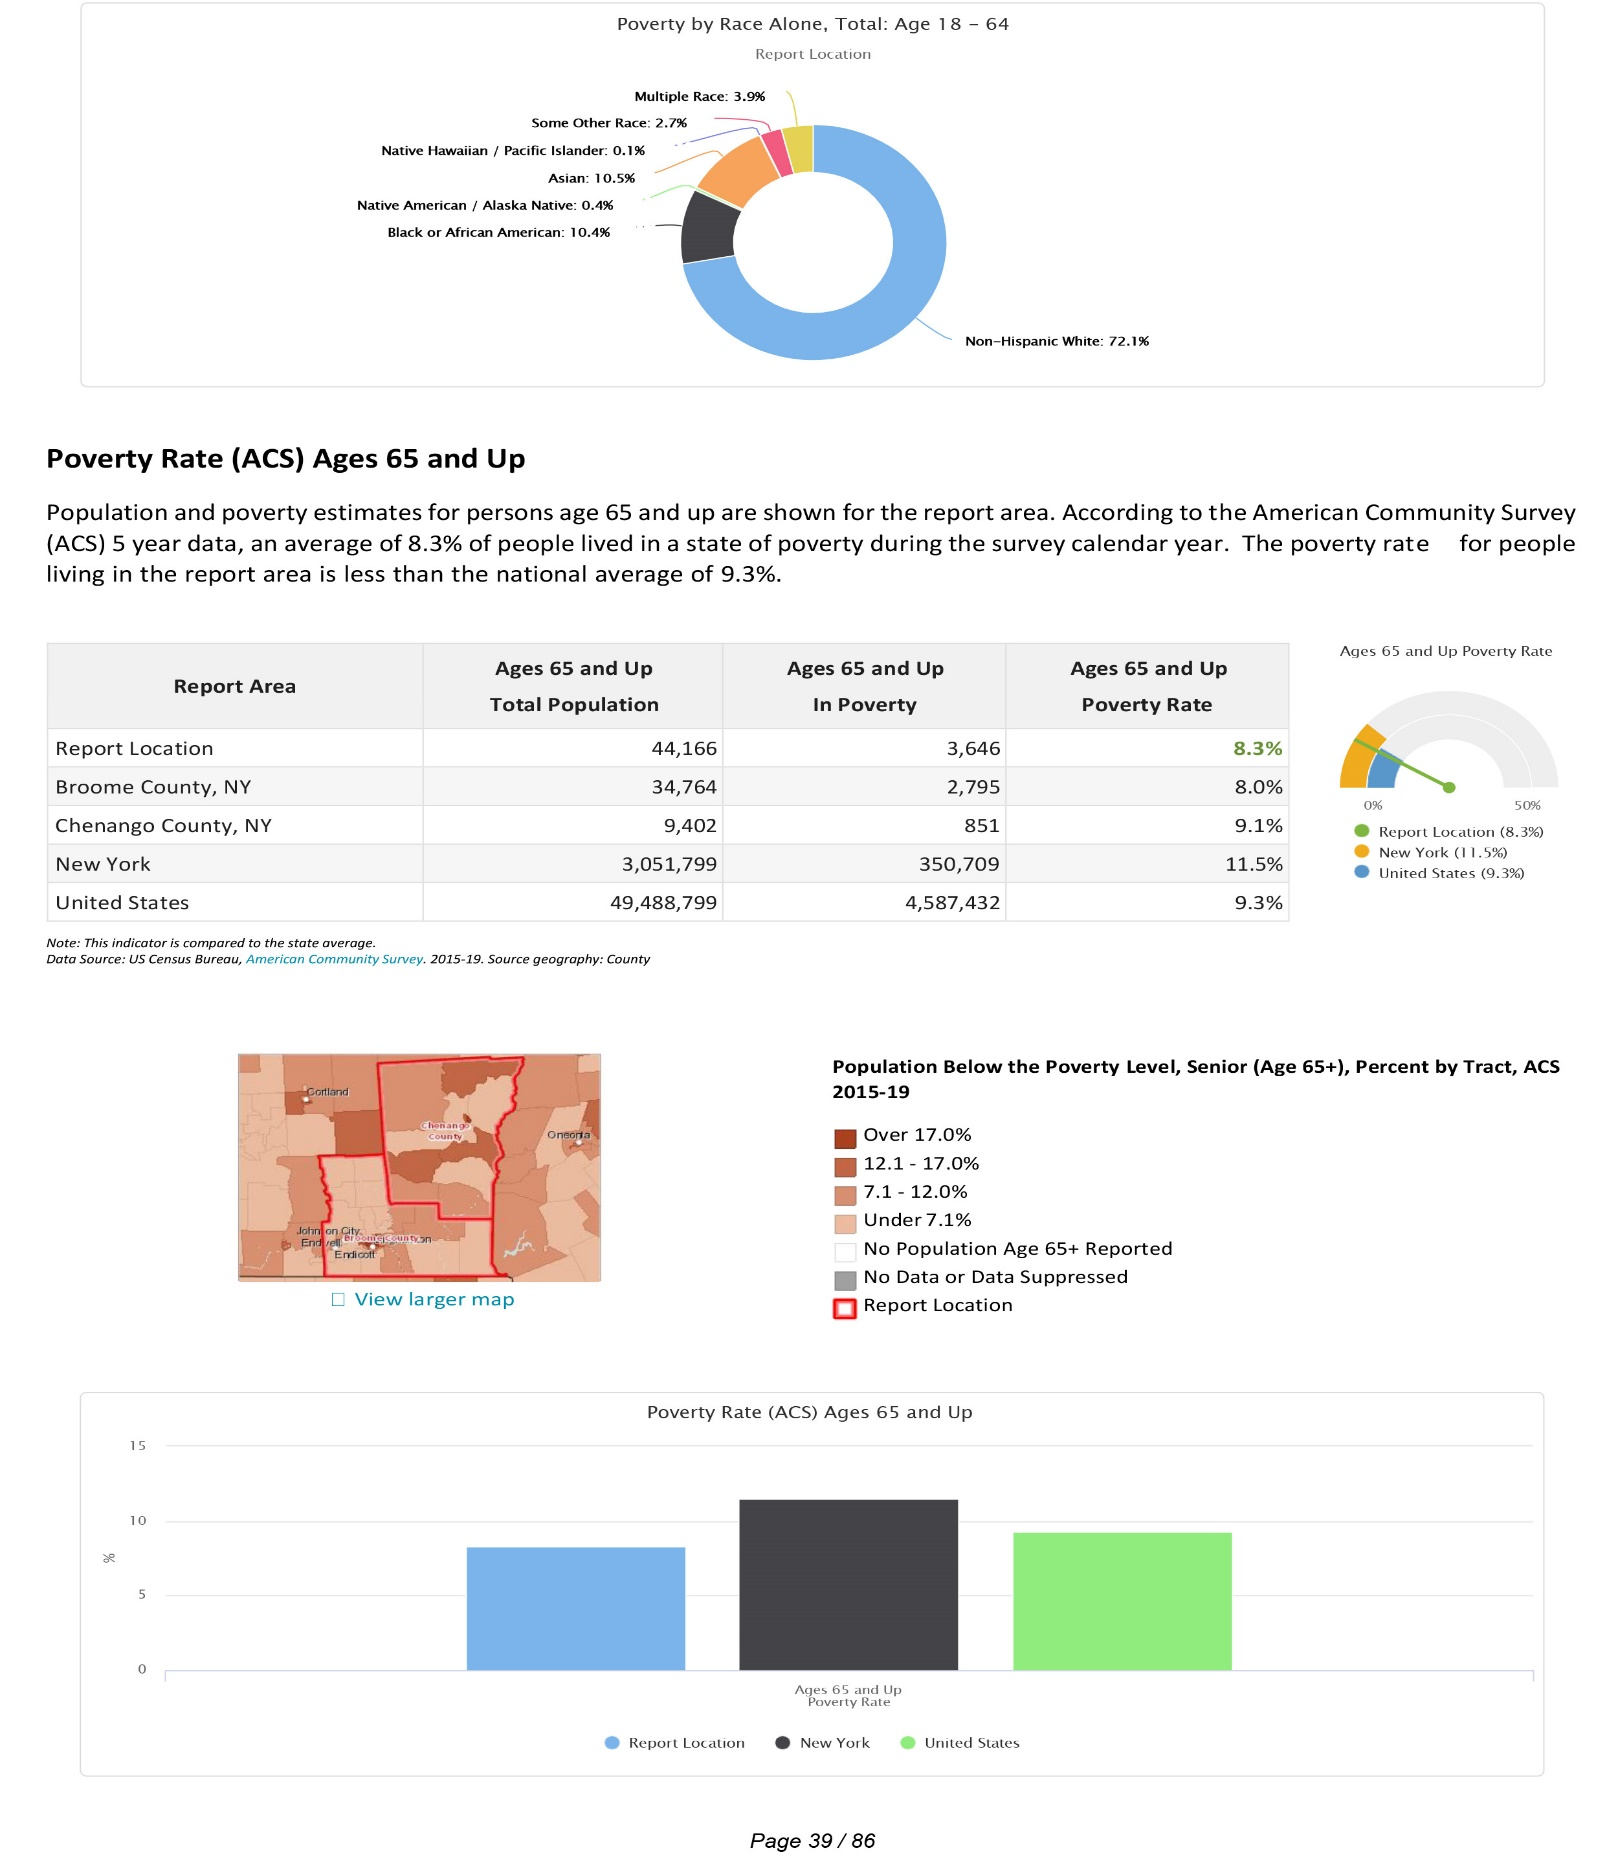 Poverty by Race Alone, Total: Age 18 – 64
Report Location
Multiple Race: 3.9%
Some Other Race: 2.7%
Native Hawaiian / Pacific Islander: 0.1%
Asian: 10.5%
Native American / Alaska Native: 0.4%
Black or African American: 10.4%
Non-Hispanic White: 72.1%
Poverty Rate (ACS) Ages 65 and Up
Population and poverty estimates for persons age 65 and up are shown for the report area. According to the American Community Survey
(ACS) 5 year data, an average of 8.3% of people lived in a state of poverty during the survey calendar year. The poverty rate for people
living in the report area is less than the national average of 9.3%.
Report Area
Ages 65 and Up
Total Population
Ages 65 and Up
In Poverty
Ages 65 and Up
Poverty Rate
Report Location 44,166 3,646 8.3%
Broome County, NY 34,764 2,795 8.0%
Chenango County, NY 9,402 851 9.1%
New York 3,051,799 350,709 11.5%
United States 49,488,799 4,587,432 9.3%
Ages 65 and Up Poverty Rate
0% 50%
Report Location (8.3%)
New York (11.5%)
United States (9.3%)
Note: This indicator is compared to the state average.
Data Source: US Census Bureau, American Community Survey. 2015-19. Source geography: County
Cortland
Chenango
County
Oneonta
Johnson City
Broome County
Endicott
View larger map
Population Below the Poverty Level, Senior (Age 65+), Percent by Tract, ACS
2015-19
Over 17.0%
12.1 - 17.0%
7.1 - 12.0%
Under 7.1%
No Population Age 65+ Reported
No Data or Data Suppressed
Report Location
Poverty Rate (ACS) Ages 65 and Up
15
10
%
5
0
Ages 65 and Up
Poverty Rate
Report Location New York United States
Page 39 / 86